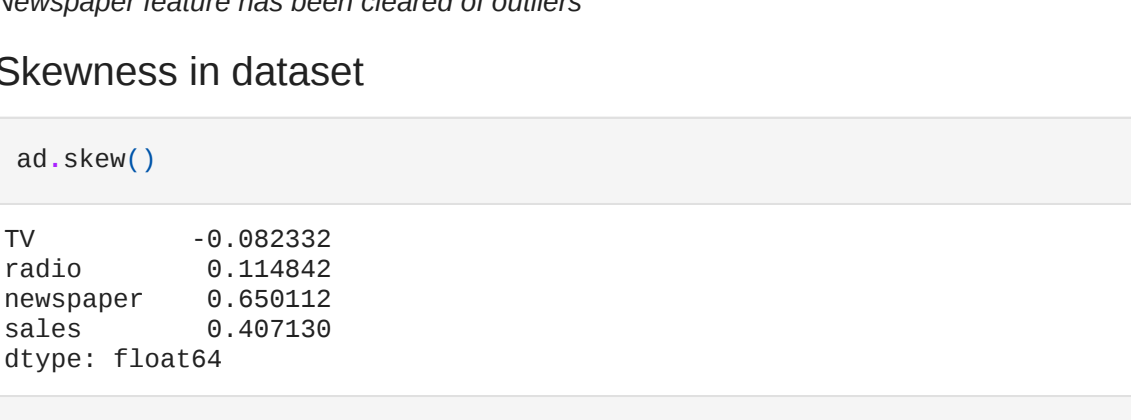 Newspaper feature has been cleared of outliers
Skewness in dataset
ad.skew()
TV -0.082332
radio 0.114842
newspaper 0.650112
sales 0.407130
dtype: float64